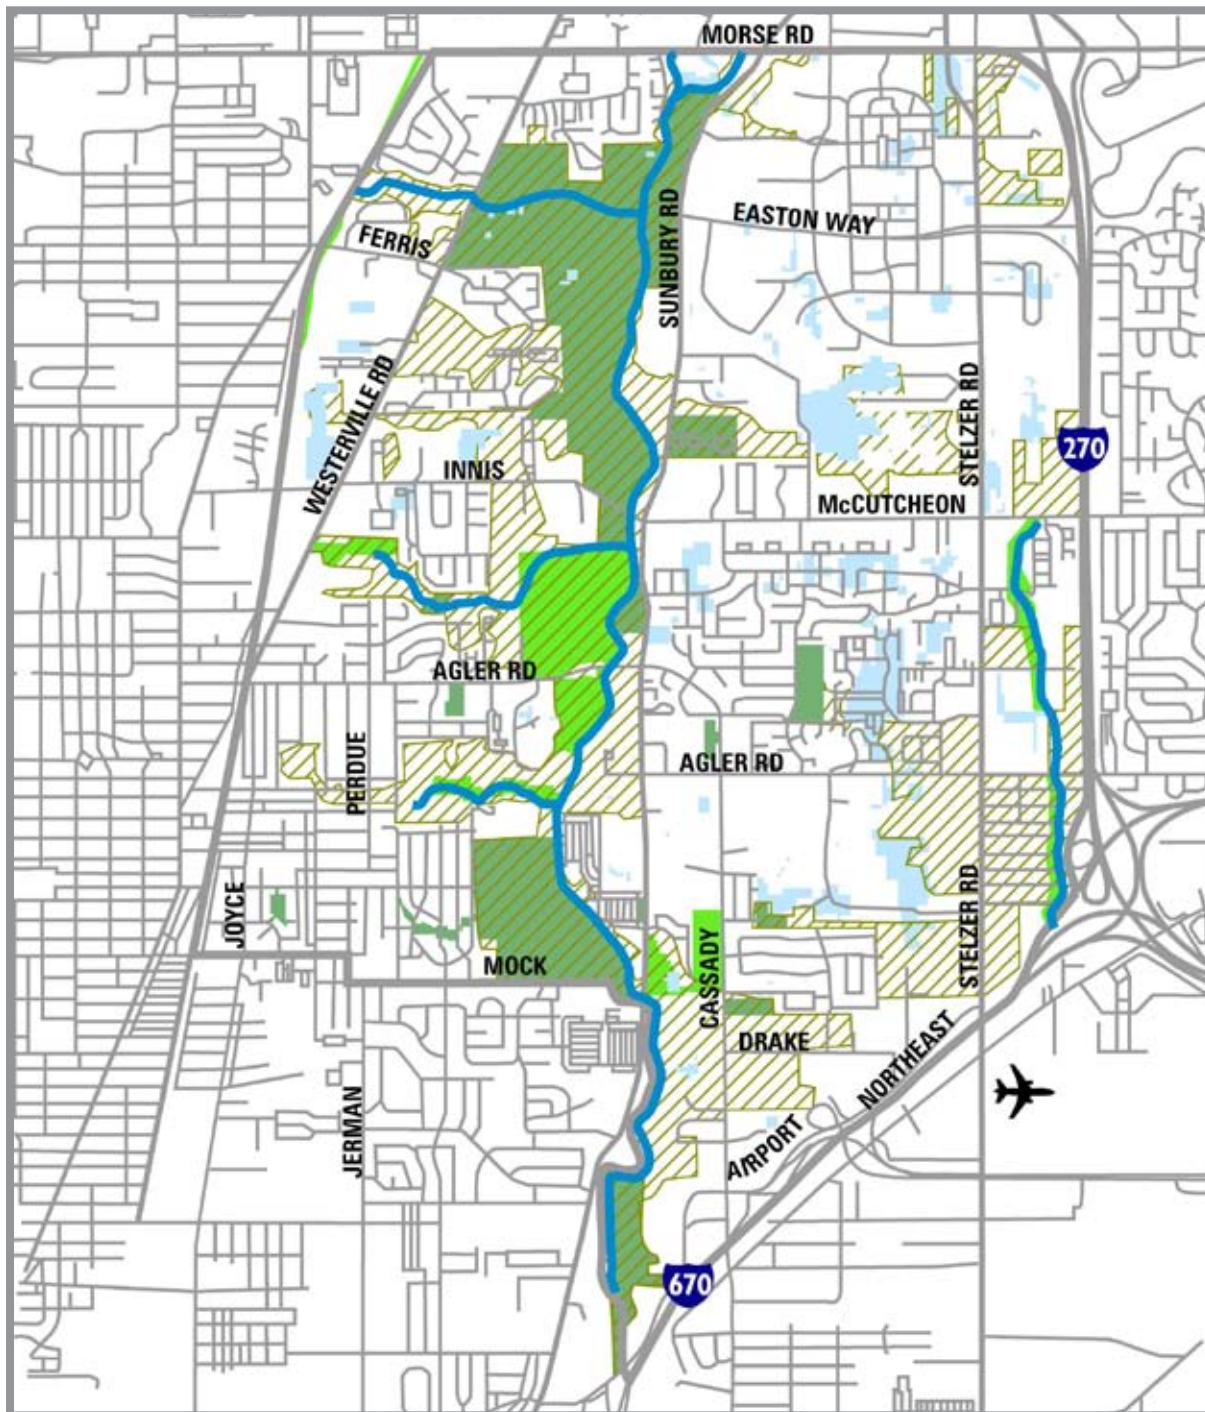 MORSE RD
EASTON WAY
SUNBURY RD
FERRIS
WESTERVILLE RD
STELZER RD
270
INNIS
McCUTCHEON
AGLER RD
PERDUE
AGLER RD
JOYCE
STELZER RD
MOCK
CASSADY
DRAKE
NORTHEAST
JERMAN
AIRPORT
670